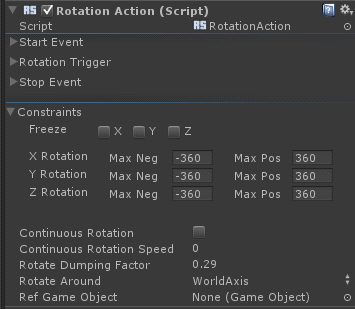 RS Rotation Action (Script)
Script RS RotationAction
Start Event
Rotation Trigger
Stop Event
Constraints
Freeze X Y Z
X Rotation Max Neg -360 Max Pos 360
Y Rotation Max Neg -360 Max Pos 360
Z Rotation Max Neg -360 Max Pos 360
Continuous Rotation
Continuous Rotation Speed 0
Rotate Dumping Factor 0.29
Rotate Around WorldAxis
Ref Game Object None (Game Object)